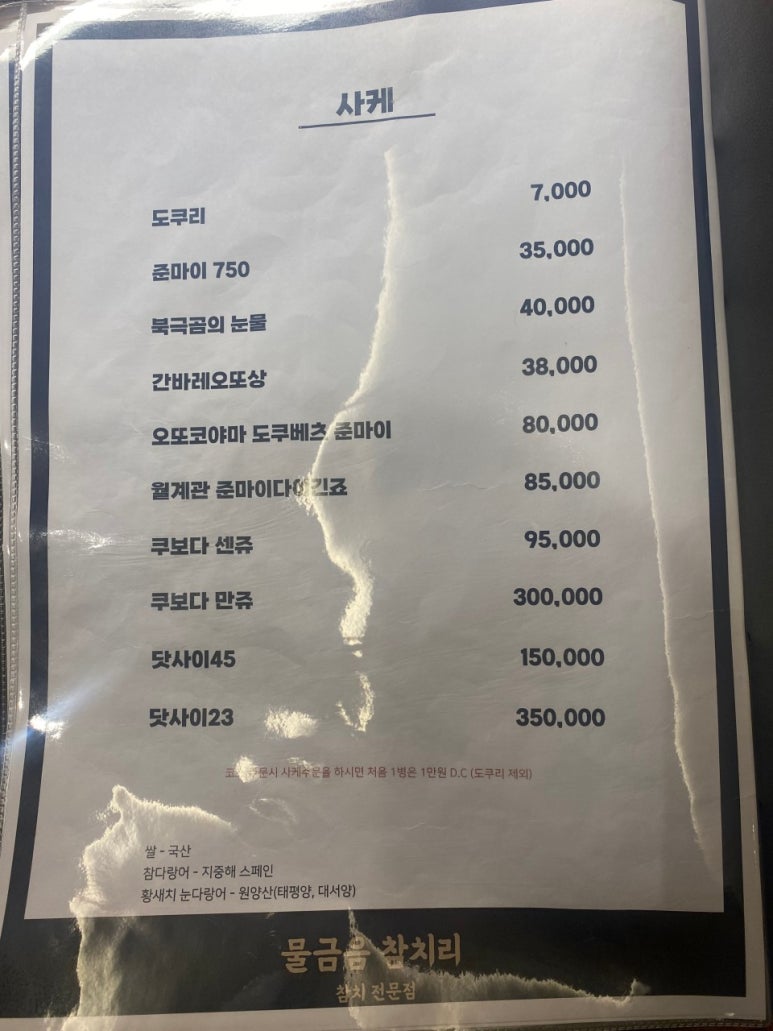 사케
도쿠리 7,000
준마이 750 35,000
북극곰의 눈물 40,000
간바레오또상 38,000
오또코야마 도쿠베츠 준마이 80,000
월계관 준마이다이긴죠 85,000
쿠보다 센쥬 95,000
쿠보다 만쥬 300,000
닷사이45 150,000
닷사이23 350,000
사케주문을 하시면 처음 1병은 1만원 D.C (도쿠리 제외)
쌀 - 국산
참다랑어 - 지중해 스페인
황새치 눈다랑어 - 원양산(태평양, 대서양)
물금읍 참치리
참치 전문점